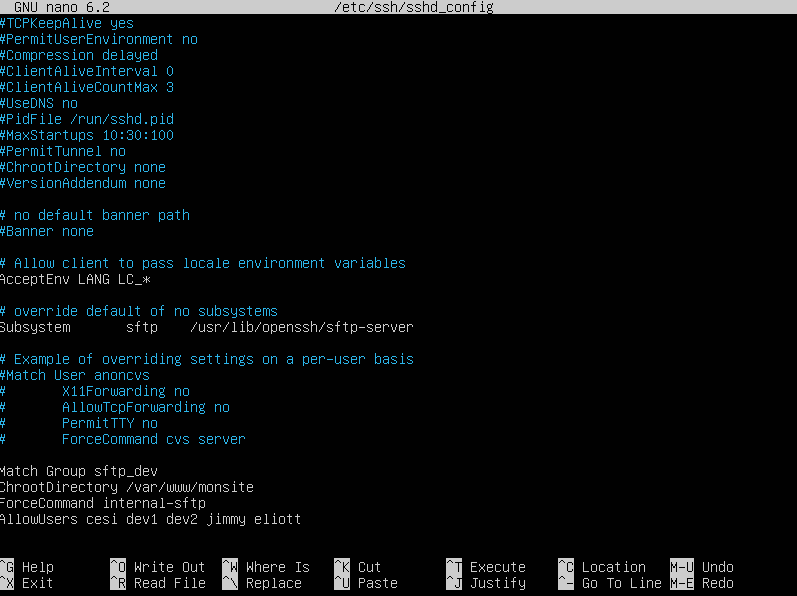 GNU nano 6.2 /etc/ssh/sshd_config
#TCPKeepAlive yes
#PermitUserEnvironment no
#Compression delayed
#ClientAliveInterval 0
#ClientAliveCountMax 3
#UseDNS no
#PidFile /run/sshd.pid
#MaxStartups 10:30:100
#PermitTunnel no
#ChrootDirectory none
#VersionAddendum none

# no default banner path
#Banner none

# Allow client to pass locale environment variables
AcceptEnv LANG LC_*

# override default of no subsystems
Subsystem sftp /usr/lib/openssh/sftp-server

# Example of overriding settings on a per-user basis
#Match User anoncvs
# X11Forwarding no
# AllowTcpForwarding no
# PermitTTY no
# ForceCommand cvs server

Match Group sftp_dev
ChrootDirectory /var/www/monsite
ForceCommand internal-sftp
AllowUsers cesi dev1 dev2 jimmy eliott

^G Help ^O Write Out ^W Where Is ^K Cut ^T Execute ^C Location M-U Undo
^X Exit ^R Read File ^\ Replace ^U Paste ^J Justify ^- Go To Line M-E Redo